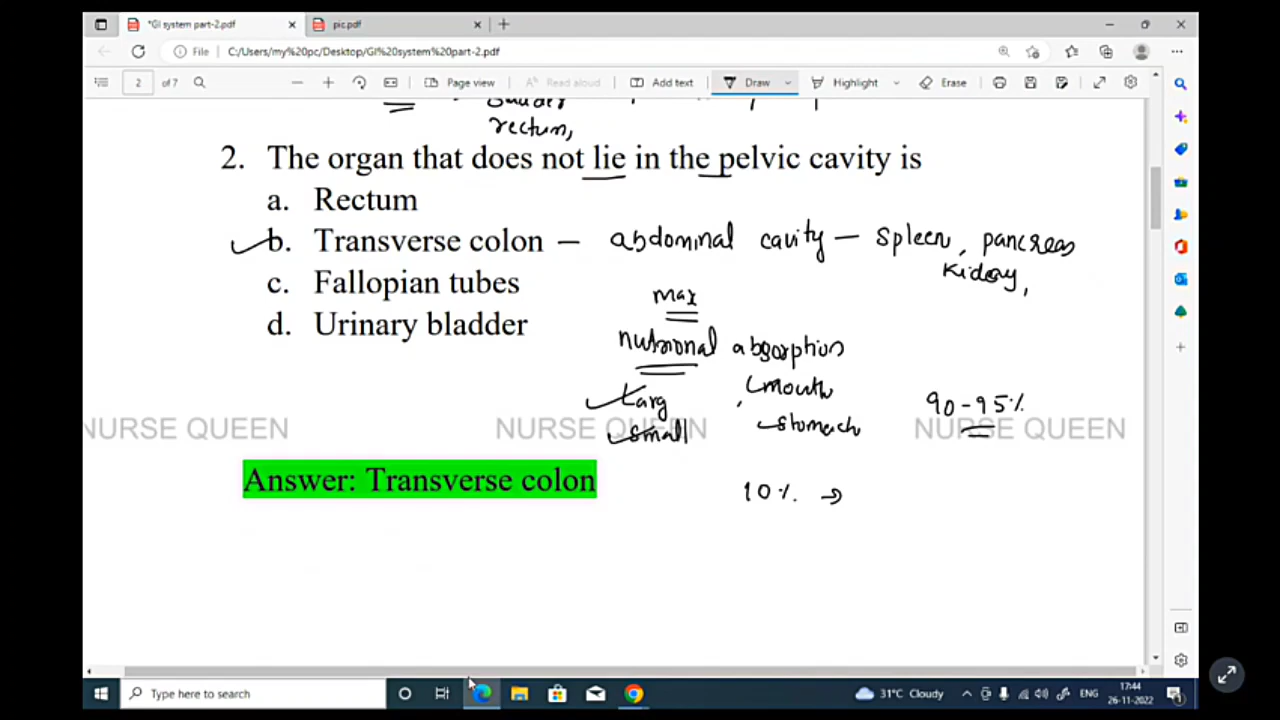 *GI system part-2.pdf
pic.pdf
File
C:/Users/my%20pc/Desktop/GI%20system%20part-2.pdf
2 of 7
Page view
Read aloud
Add text
Draw
Highlight
Erase
rectum,
2. The organ that does not lie in the pelvic cavity is
a. Rectum
b. Transverse colon – abdominal cavity – spleen, pancreas
kidney,
c. Fallopian tubes
max
d. Urinary bladder
nutrional absorption
mouth
Larg
90-95%
NURSE QUEEN NURSE QUEEN NURSE QUEEN
small
stomach
Answer: Transverse colon
10% →
Type here to search
31°C Cloudy
ENG
17:44
26-11-2022